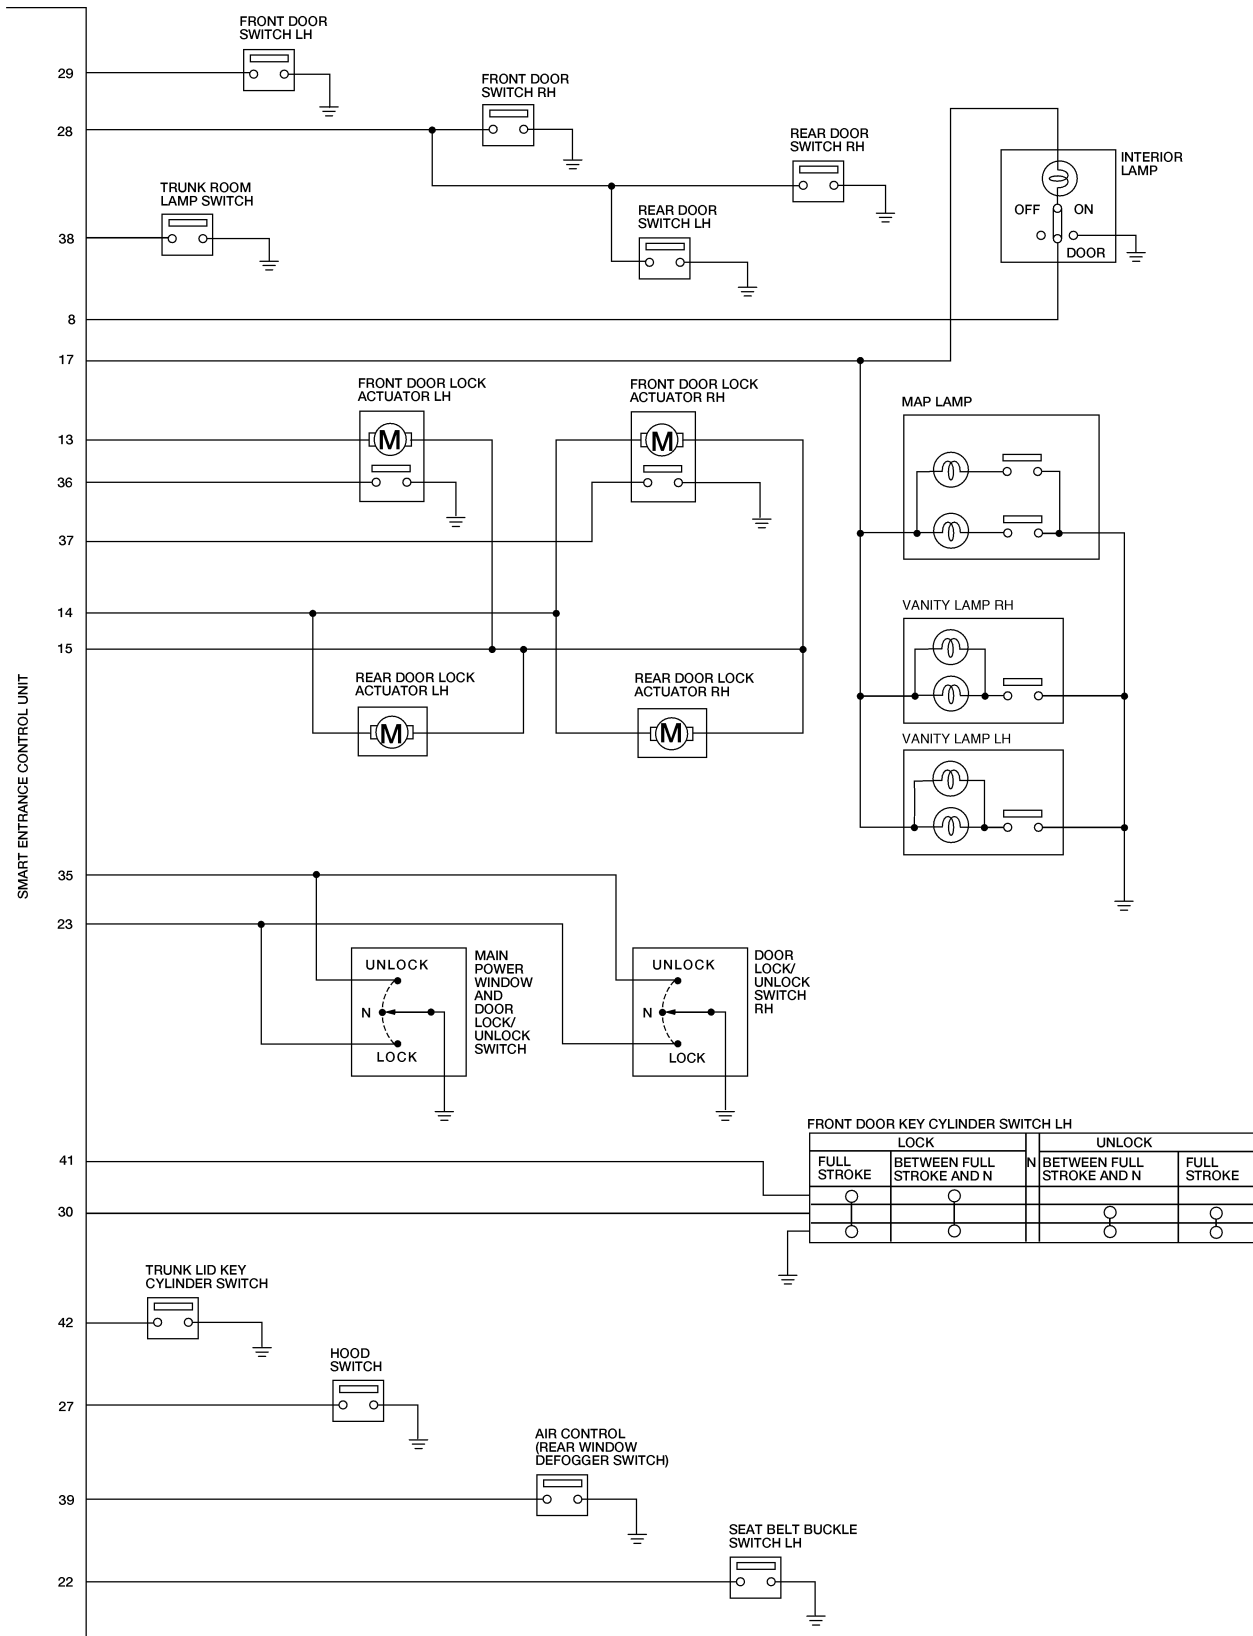 FRONT DOOR
SWITCH LH
29
FRONT DOOR
SWITCH RH
28
REAR DOOR
SWITCH RH
INTERIOR
LAMP
TRUNK ROOM
LAMP SWITCH
REAR DOOR
SWITCH LH
OFF ON
38
DOOR
8
17
FRONT DOOR LOCK
ACTUATOR LH
FRONT DOOR LOCK
ACTUATOR RH
MAP LAMP
13
M
M
36
37
14
VANITY LAMP RH
15
REAR DOOR LOCK
ACTUATOR LH
REAR DOOR LOCK
ACTUATOR RH
M
M
VANITY LAMP LH
SMART ENTRANCE CONTROL UNIT
35
23
UNLOCK
N
LOCK
MAIN
POWER
WINDOW
AND
DOOR
LOCK/
UNLOCK
SWITCH
UNLOCK
N
LOCK
DOOR
LOCK/
UNLOCK
SWITCH
RH
FRONT DOOR KEY CYLINDER SWITCH LH
LOCK UNLOCK
41
FULL
STROKE
BETWEEN FULL
STROKE AND N
N
BETWEEN FULL
STROKE AND N
FULL
STROKE
30
TRUNK LID KEY
CYLINDER SWITCH
42
HOOD
SWITCH
27
AIR CONTROL
(REAR WINDOW
DEFOGGER SWITCH)
39
SEAT BELT BUCKLE
SWITCH LH
22